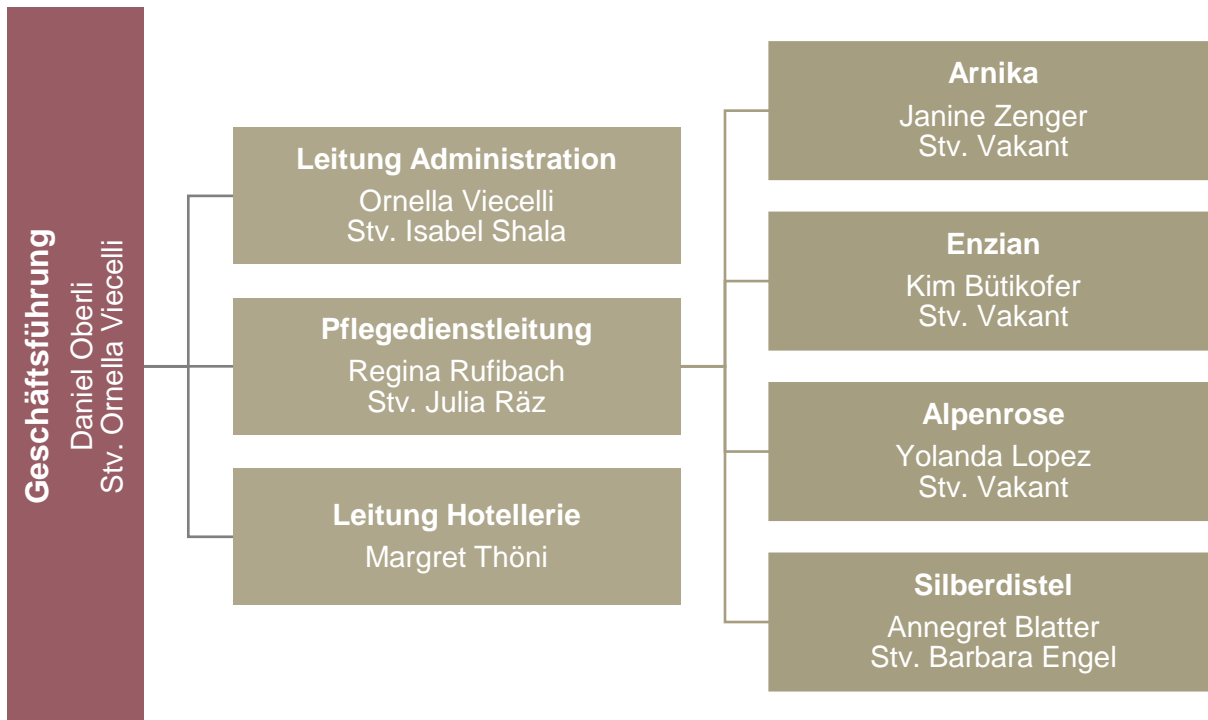 Geschäftsführung
Daniel Oberli
Stv. Ornella Viecelli
Leitung Administration
Ornella Viecelli
Stv. Isabel Shala
Pflegedienstleitung
Regina Rufibach
Stv. Julia Räz
Leitung Hotellerie
Margret Thöni
Arnika
Janine Zenger
Stv. Vakant
Enzian
Kim Bütikofer
Stv. Vakant
Alpenrose
Yolanda Lopez
Stv. Vakant
Silberdistel
Annegret Blatter
Stv. Barbara Engel